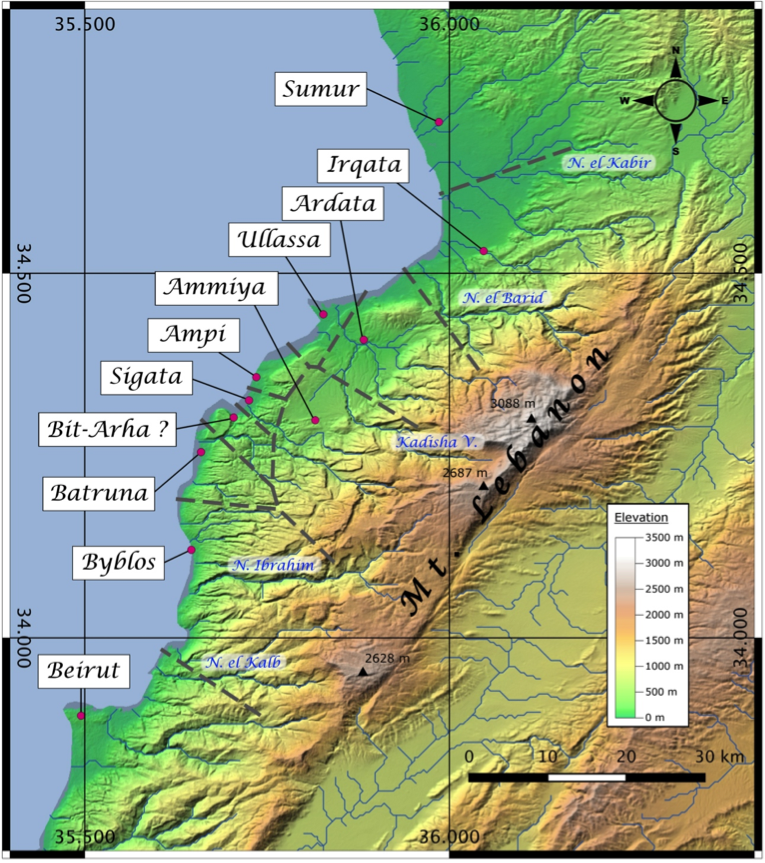 35.500
36.000
N
W
E
S
Sumur
Irqata
N. el Kabir
Ardata
Ullassa
34.500
34.500
Ammiya
N. el Barid
Ampi
Sigata
3088 m
Bit-Arha ?
Kadisha V.
2687 m
Batruna
Mt Lebanon
Elevation
3500 m
3000 m
2500 m
2000 m
1500 m
1000 m
500 m
0 m
Byblos
N. Ibrahim
34.000
34.000
Beirut
N. el Kalb
2628 m
0 10 20 30 km
35.500
36.000